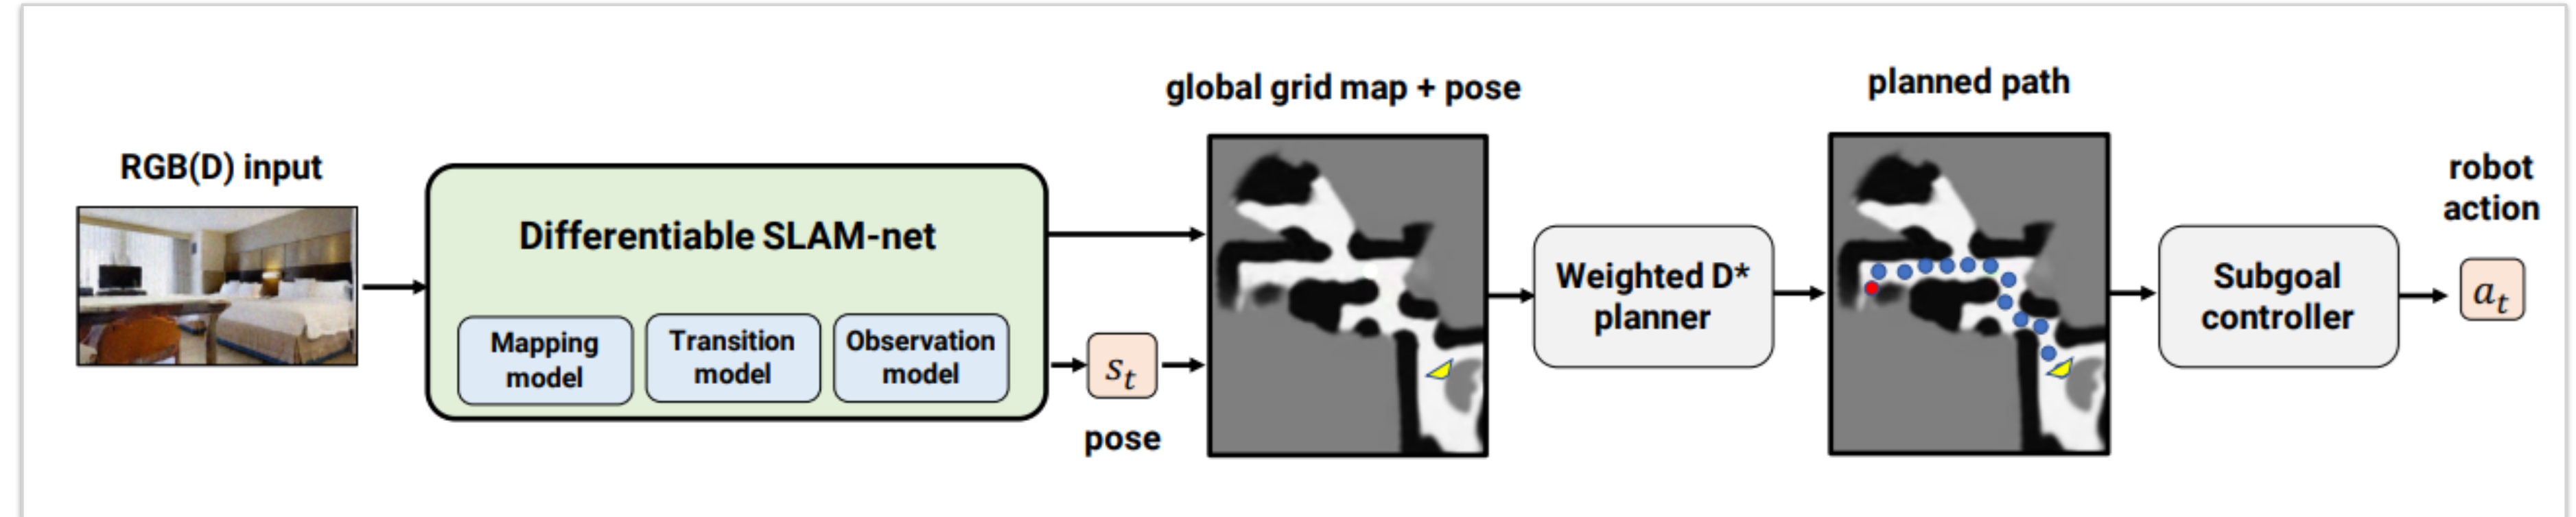 RGB(D) input
Differentiable SLAM-net
Mapping
model
Transition
model
Observation
model
s_t
pose
global grid map + pose
Weighted D*
planner
planned path
Subgoal
controller
robot
action
a_t